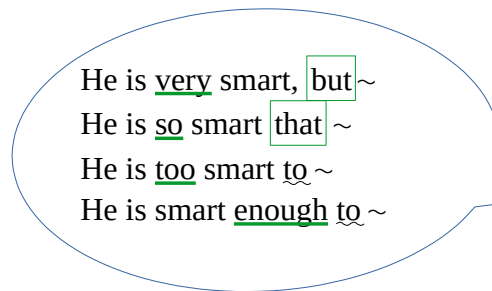 He is very smart, but～
He is so smart that ～
He is too smart to～
He is smart enough to～